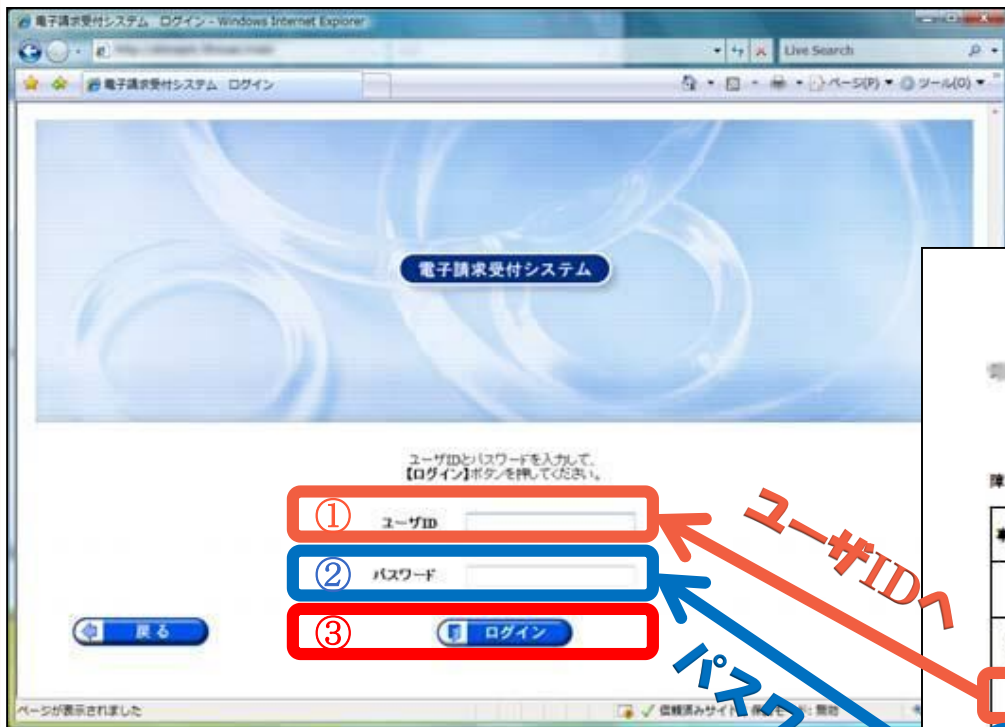 電子請求受付システム ログイン - Windows Internet Explorer
Live Search
電子請求受付システム ログイン
ページ(P) ツール(O)
電子請求受付システム
ユーザIDとパスワードを入力して、
【ログイン】ボタンを押してください。
① ユーザID
② パスワード
戻る
③ ログイン
ユーザIDへ
パスワ
障
ページが表示されました
信頼済みサイト
無効